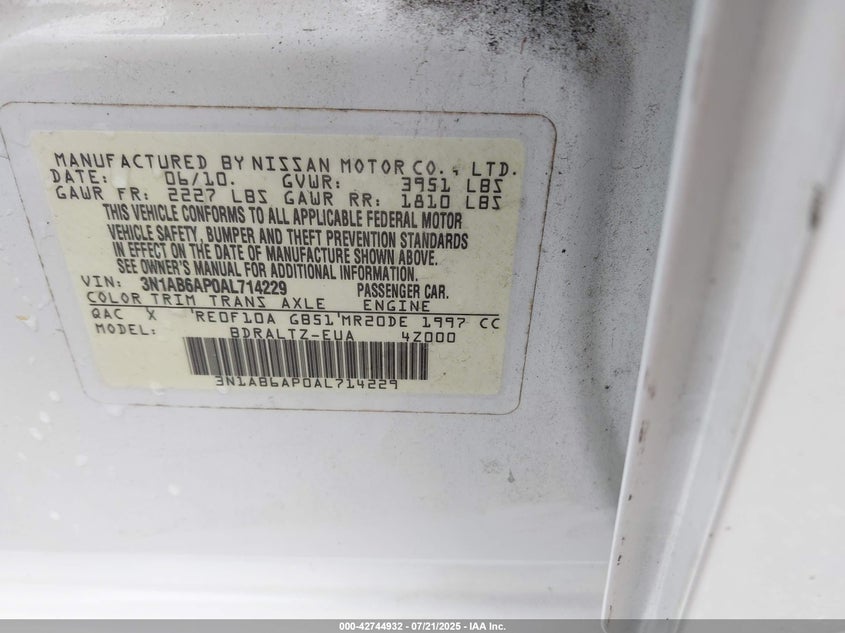 MANUFACTURED BY NISSAN MOTOR CO., LTD.
DATE: 06/10. GVWR: 3951 LBS
GAWR FR: 2227 LBS GAWR RR: 1810 LBS
THIS VEHICLE CONFORMS TO ALL APPLICABLE FEDERAL MOTOR
VEHICLE SAFETY, BUMPER AND THEFT PREVENTION STANDARDS
IN EFFECT ON THE DATE OF MANUFACTURE SHOWN ABOVE.
SEE OWNER'S MANUAL FOR ADDITIONAL INFORMATION.
VIN: 3N1AB6AP0AL714229 PASSENGER CAR.
COLOR TRIM TRANS AXLE ENGINE
QAC X RE0F10A GB51 MR20DE 1997 CC
MODEL: BDRALTZ-EUA 4Z000
3N1AB6AP0AL714229
000-42744932 - 07/21/2025 - IAA Inc.